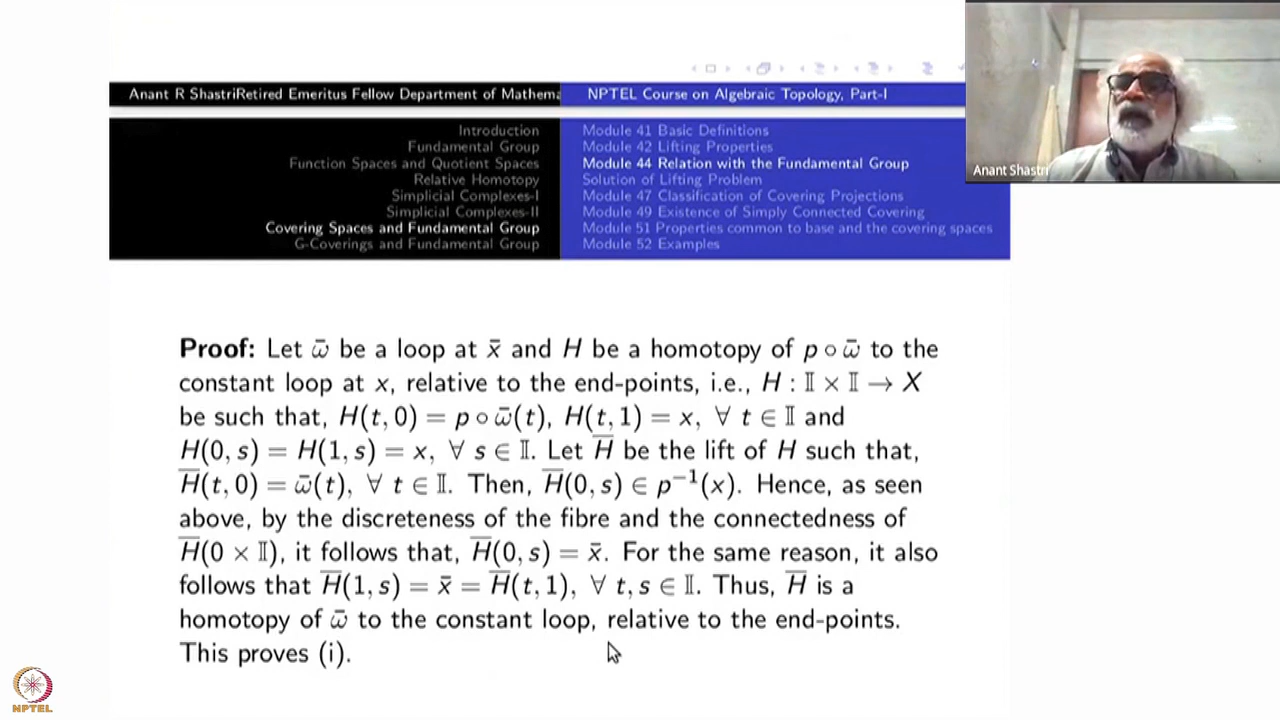 Anant R ShastriRetired Emeritus Fellow Department of Mathema
NPTEL Course on Algebraic Topology, Part-I
Introduction
Fundamental Group
Function Spaces and Quotient Spaces
Relative Homotopy
Simplicial Complexes-I
Simplicial Complexes-II
Covering Spaces and Fundamental Group
G-Coverings and Fundamental Group
Module 41 Basic Definitions
Module 42 Lifting Properties
Module 44 Relation with the Fundamental Group
Solution of Lifting Problem
Module 47 Classification of Covering Projections
Module 49 Existence of Simply Connected Covering
Module 51 Properties common to base and the covering spaces
Module 52 Examples
Anant Shastri
Proof: Let ω̄ be a loop at x̄ and H be a homotopy of p ∘ ω̄ to the
constant loop at x, relative to the end-points, i.e., H : 𝕀 × 𝕀 → X
be such that, H(t, 0) = p ∘ ω̄(t), H(t, 1) = x, ∀ t ∈ 𝕀 and
H(0, s) = H(1, s) = x, ∀ s ∈ 𝕀. Let H̅ be the lift of H such that,
H̅(t, 0) = ω̄(t), ∀ t ∈ 𝕀. Then, H̅(0, s) ∈ p⁻¹(x). Hence, as seen
above, by the discreteness of the fibre and the connectedness of
H̅(0 × 𝕀), it follows that, H̅(0, s) = x̄. For the same reason, it also
follows that H̅(1, s) = x̄ = H̅(t, 1), ∀ t, s ∈ 𝕀. Thus, H̅ is a
homotopy of ω̄ to the constant loop, relative to the end-points.
This proves (i).
NPTEL